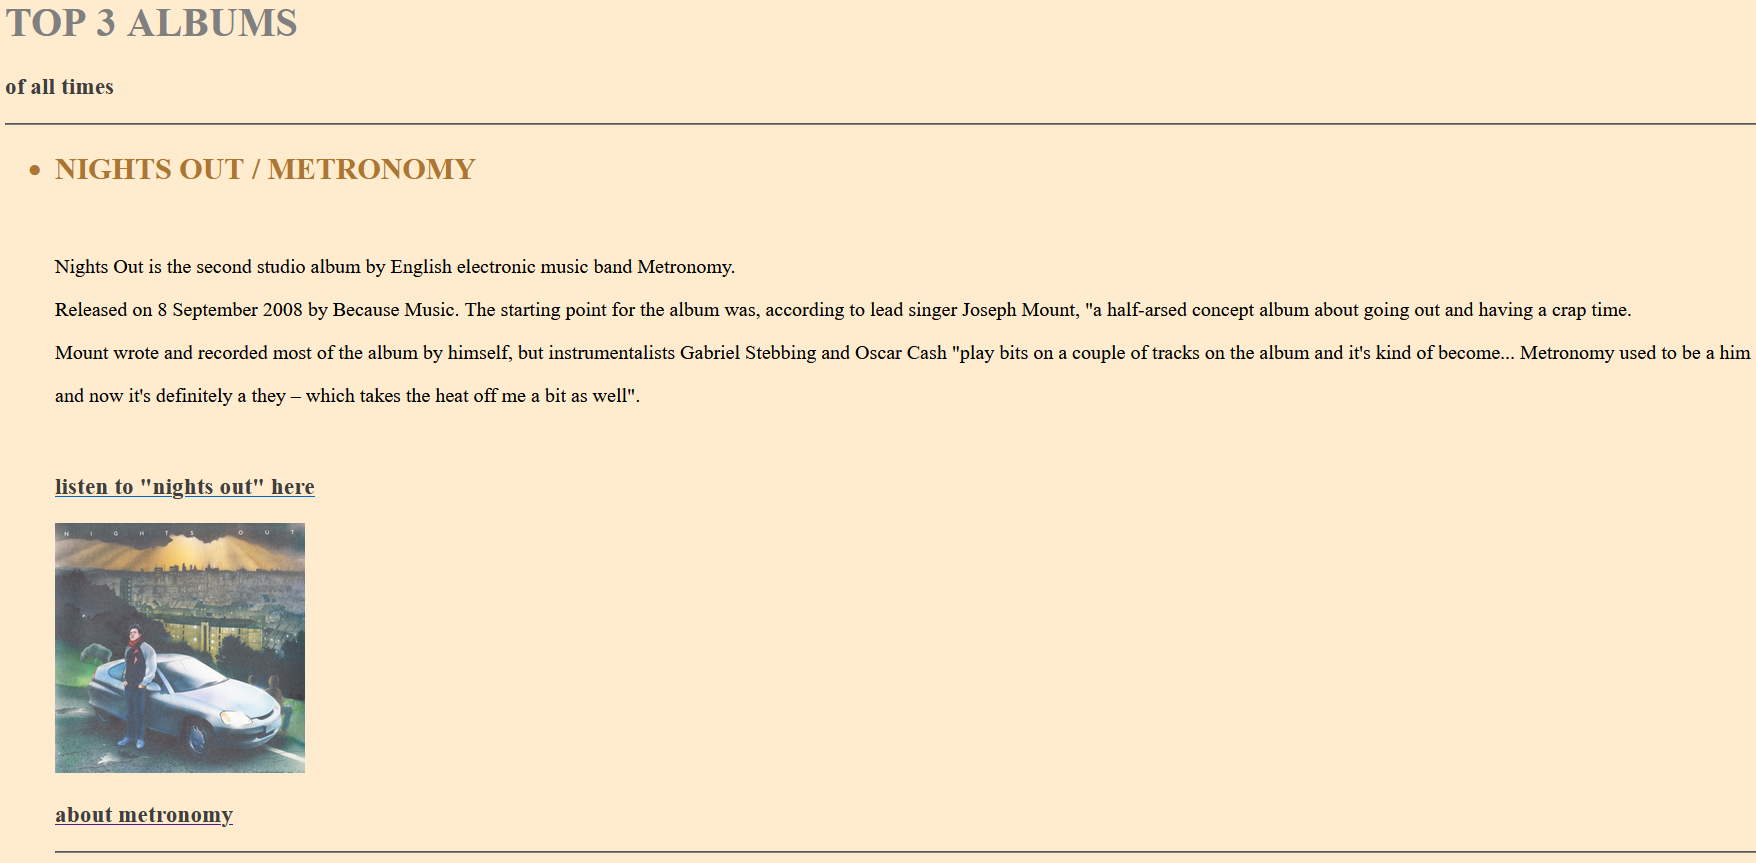 TOP 3 ALBUMS
of all times
• NIGHTS OUT / METRONOMY
Nights Out is the second studio album by English electronic music band Metronomy.
Released on 8 September 2008 by Because Music. The starting point for the album was, according to lead singer Joseph Mount, "a half-arsed concept album about going out and having a crap time.
Mount wrote and recorded most of the album by himself, but instrumentalists Gabriel Stebbing and Oscar Cash "play bits on a couple of tracks on the album and it's kind of become... Metronomy used to be a him
and now it's definitely a they – which takes the heat off me a bit as well".
listen to "nights out" here
NIGHTS OUT
about metronomy